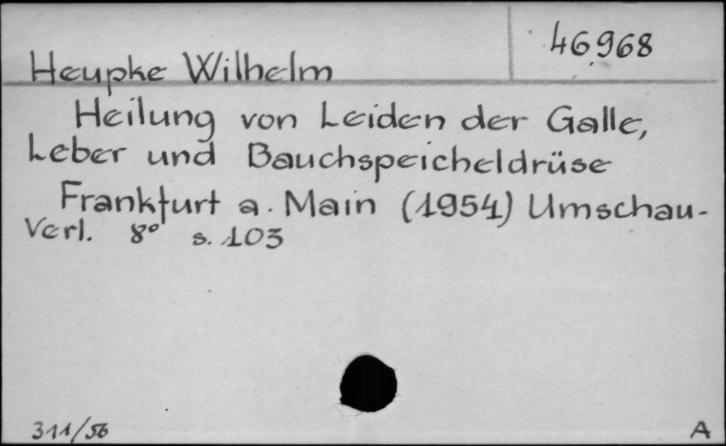 46968
Heupke Wilhelm
Heilung von Leiden der Galle,
Leber und Bauchspeicheldrüse
Frankfurt a. Main (1954) Umschau-
Verl. 8° s. 103
311/56
A